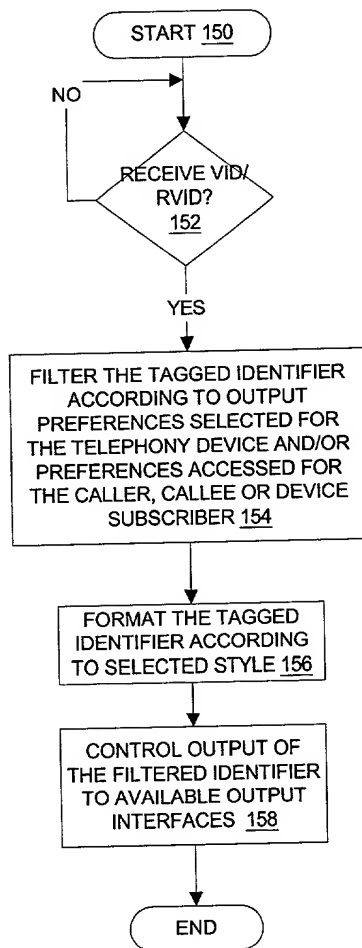 START 150
NO
RECEIVE VID/
RVID?
152
YES
FILTER THE TAGGED IDENTIFIER
ACCORDING TO OUTPUT
PREFERENCES SELECTED FOR
THE TELEPHONY DEVICE AND/OR
PREFERENCES ACCESSED FOR
THE CALLER, CALLEE OR DEVICE
SUBSCRIBER 154
FORMAT THE TAGGED
IDENTIFIER ACCORDING
TO SELECTED STYLE 156
CONTROL OUTPUT OF
THE FILTERED IDENTIFIER
TO AVAILABLE OUTPUT
INTERFACES 158
END